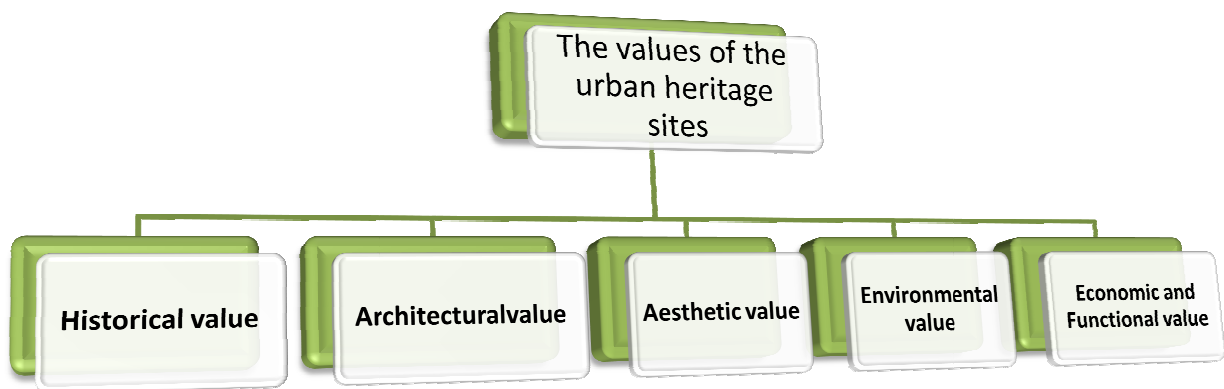 The values of the
urban heritage
sites
Historical value
Architecturalvalue
Aesthetic value
Environmental
value
Economic and
Functional value